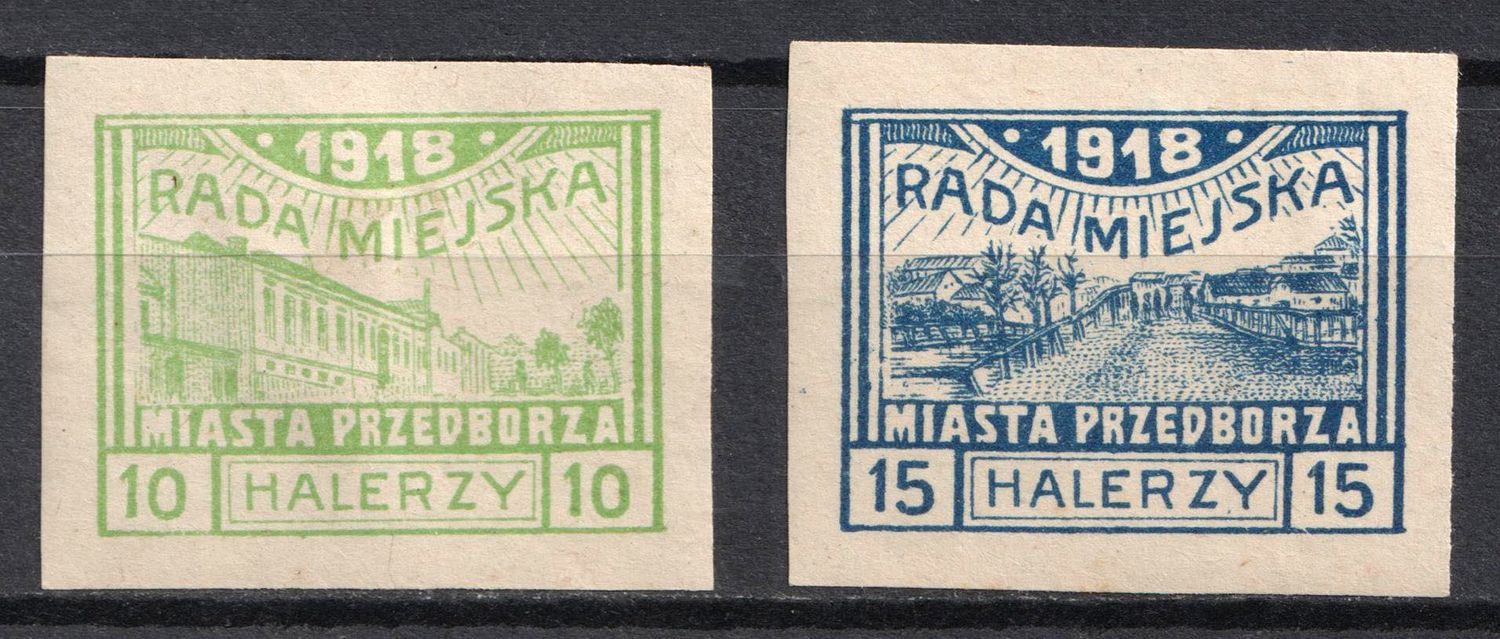 · 1918 ·
RADA MIEJSKA
MIASTA PRZEDBORZA
10 HALERZY 10
· 1918 ·
RADA MIEJSKA
MIASTA PRZEDBORZA
15 HALERZY 15